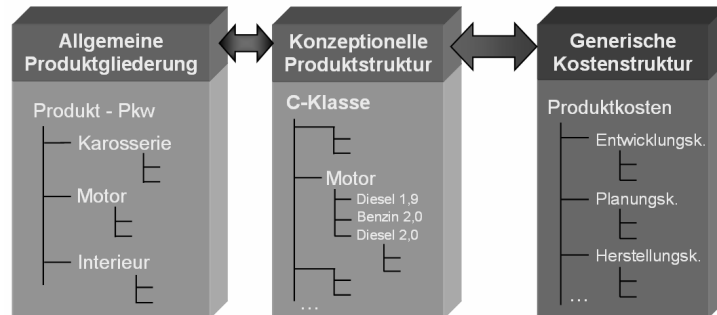 Allgemeine
Produktgliederung
Produkt - Pkw
Karosserie
Motor
Interieur
Konzeptionelle
Produktstruktur
C-Klasse
Motor
Diesel 1,9
Benzin 2,0
Diesel 2,0
...
Generische
Kostenstruktur
Produktkosten
Entwicklungsk.
Planungsk.
Herstellungsk.
...